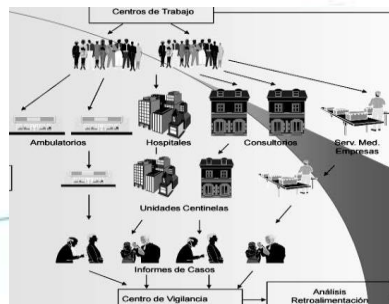 Centros de Trabajo
Ambulatorios
Hospitales
Consultorios
Serv. Med.
Empresas
Unidades Centinelas
Informes de Casos
Centro de Vigilancia
Análisis
Retroalimentación